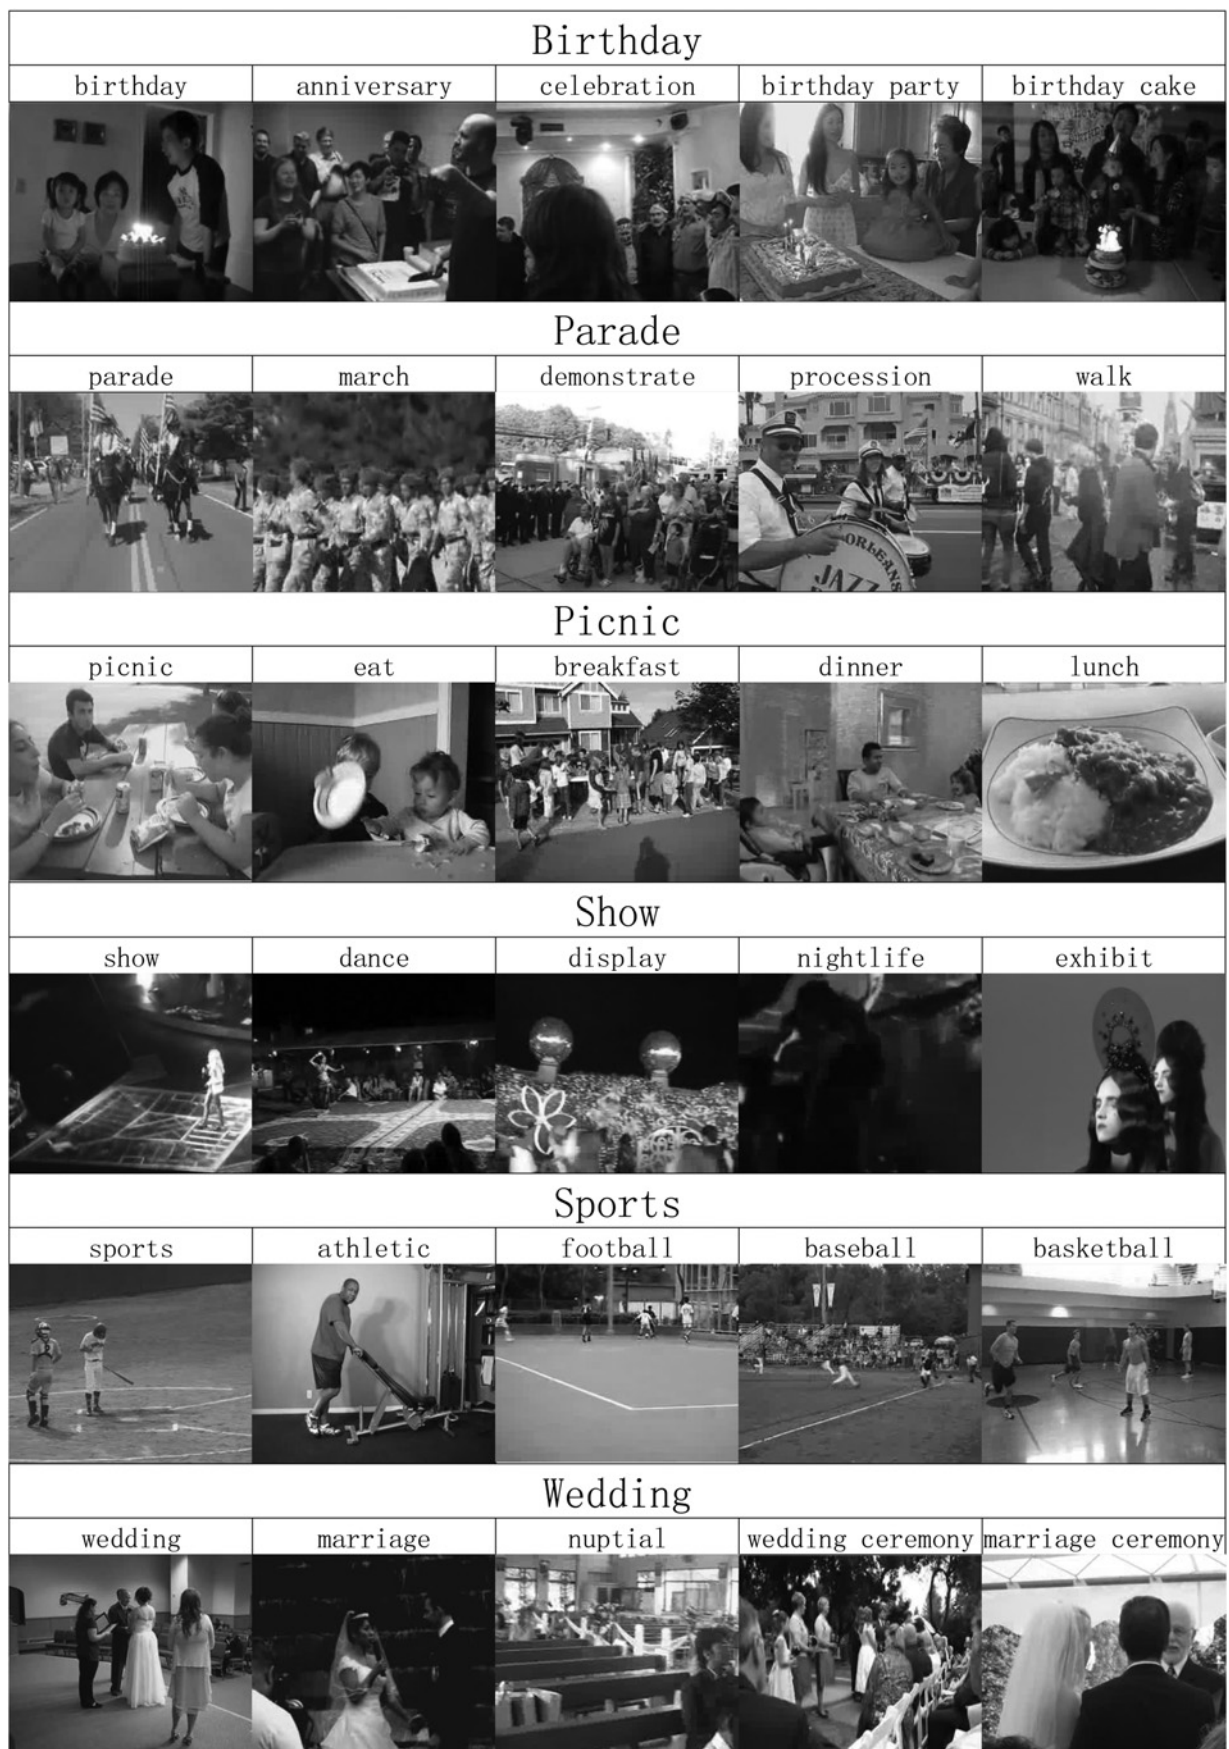 Birthday
birthday anniversary celebration birthday party birthday cake
Parade
parade march demonstrate procession walk
ORLEANS
JAZZ
Picnic
picnic eat breakfast dinner lunch
Show
show dance display nightlife exhibit
Sports
sports athletic football baseball basketball
Wedding
wedding marriage nuptial wedding ceremony marriage ceremony